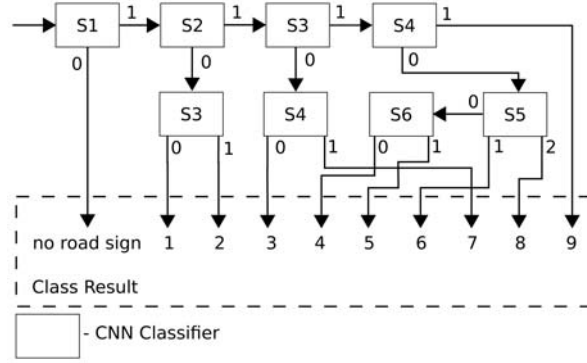 S1 1 S2 1 S3 1 S4 1
0 0 0 0
S3 S4 S6 0 S5
0 1 0 1 0 1 1 2
no road sign 1 2 3 4 5 6 7 8 9
Class Result
- CNN Classifier